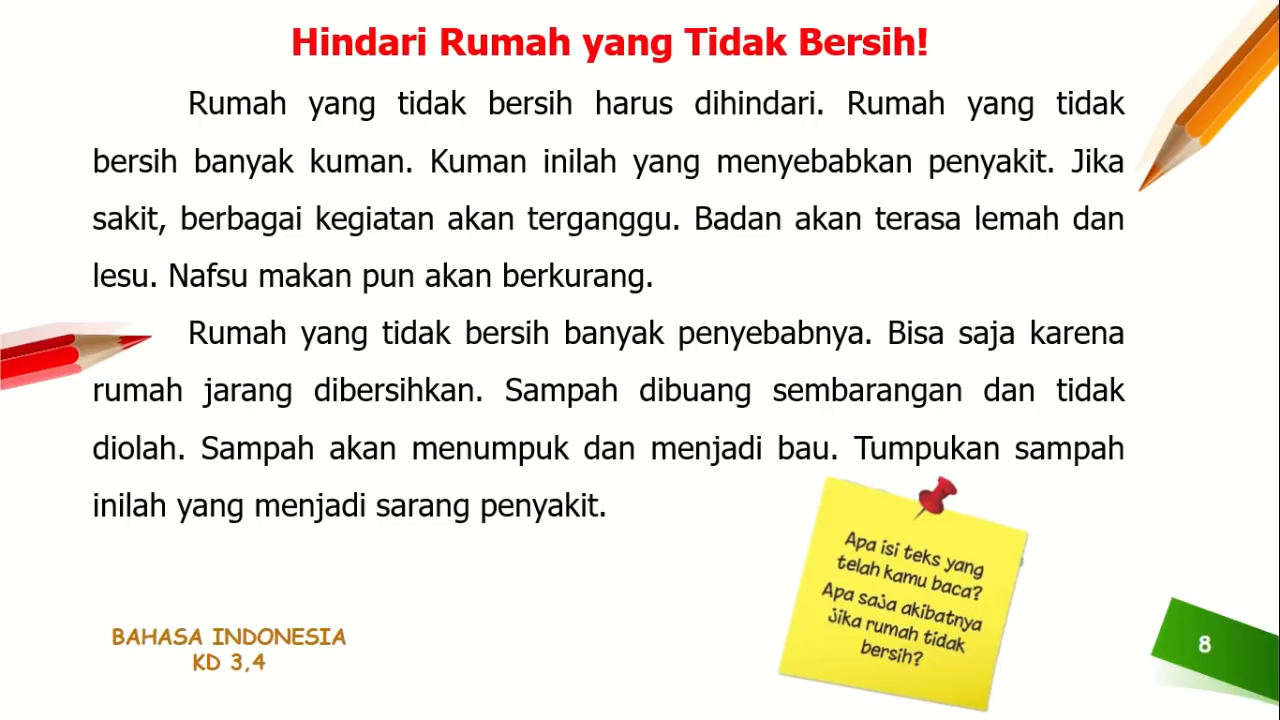 Hindari Rumah yang Tidak Bersih!
Rumah yang tidak bersih harus dihindari. Rumah yang tidak
bersih banyak kuman. Kuman inilah yang menyebabkan penyakit. Jika
sakit, berbagai kegiatan akan terganggu. Badan akan terasa lemah dan
lesu. Nafsu makan pun akan berkurang.
Rumah yang tidak bersih banyak penyebabnya. Bisa saja karena
rumah jarang dibersihkan. Sampah dibuang sembarangan dan tidak
diolah. Sampah akan menumpuk dan menjadi bau. Tumpukan sampah
inilah yang menjadi sarang penyakit.
Apa isi teks yang
telah kamu baca?
Apa saja akibatnya
jika rumah tidak
bersih?
BAHASA INDONESIA
KD 3,4
8